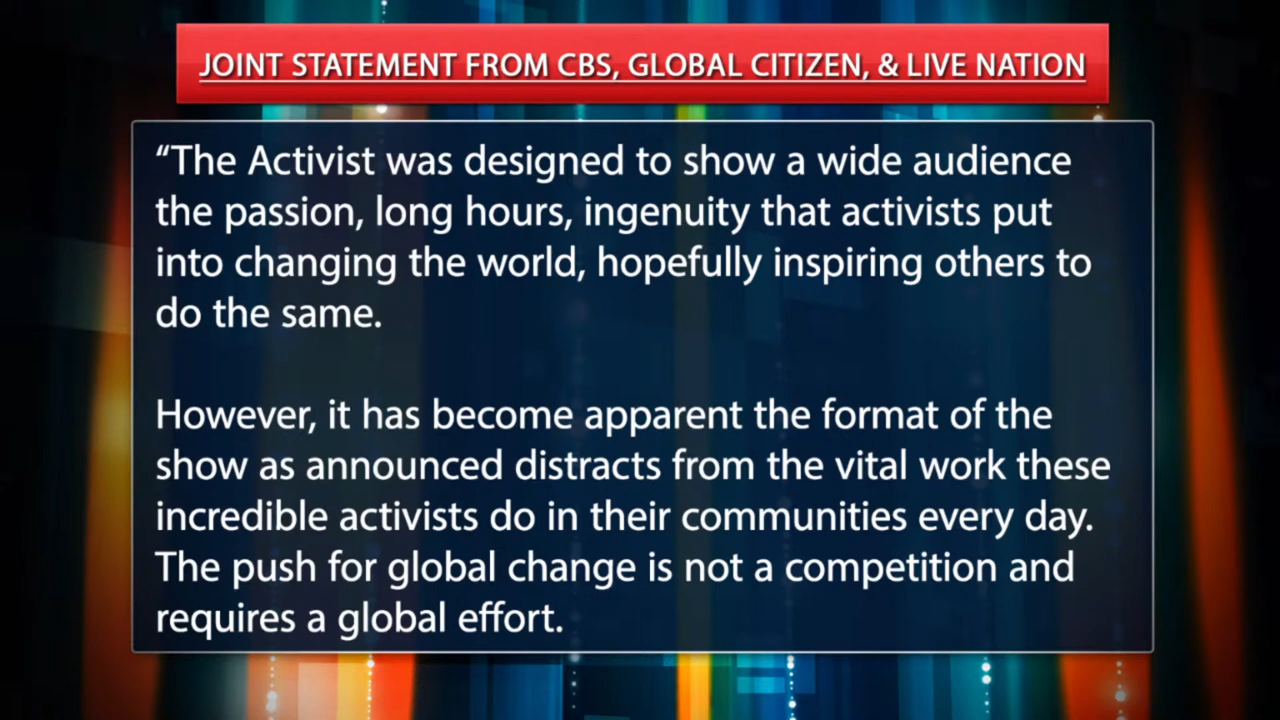 JOINT STATEMENT FROM CBS, GLOBAL CITIZEN, & LIVE NATION
“The Activist was designed to show a wide audience
the passion, long hours, ingenuity that activists put
into changing the world, hopefully inspiring others to
do the same.
However, it has become apparent the format of the
show as announced distracts from the vital work these
incredible activists do in their communities every day.
The push for global change is not a competition and
requires a global effort.